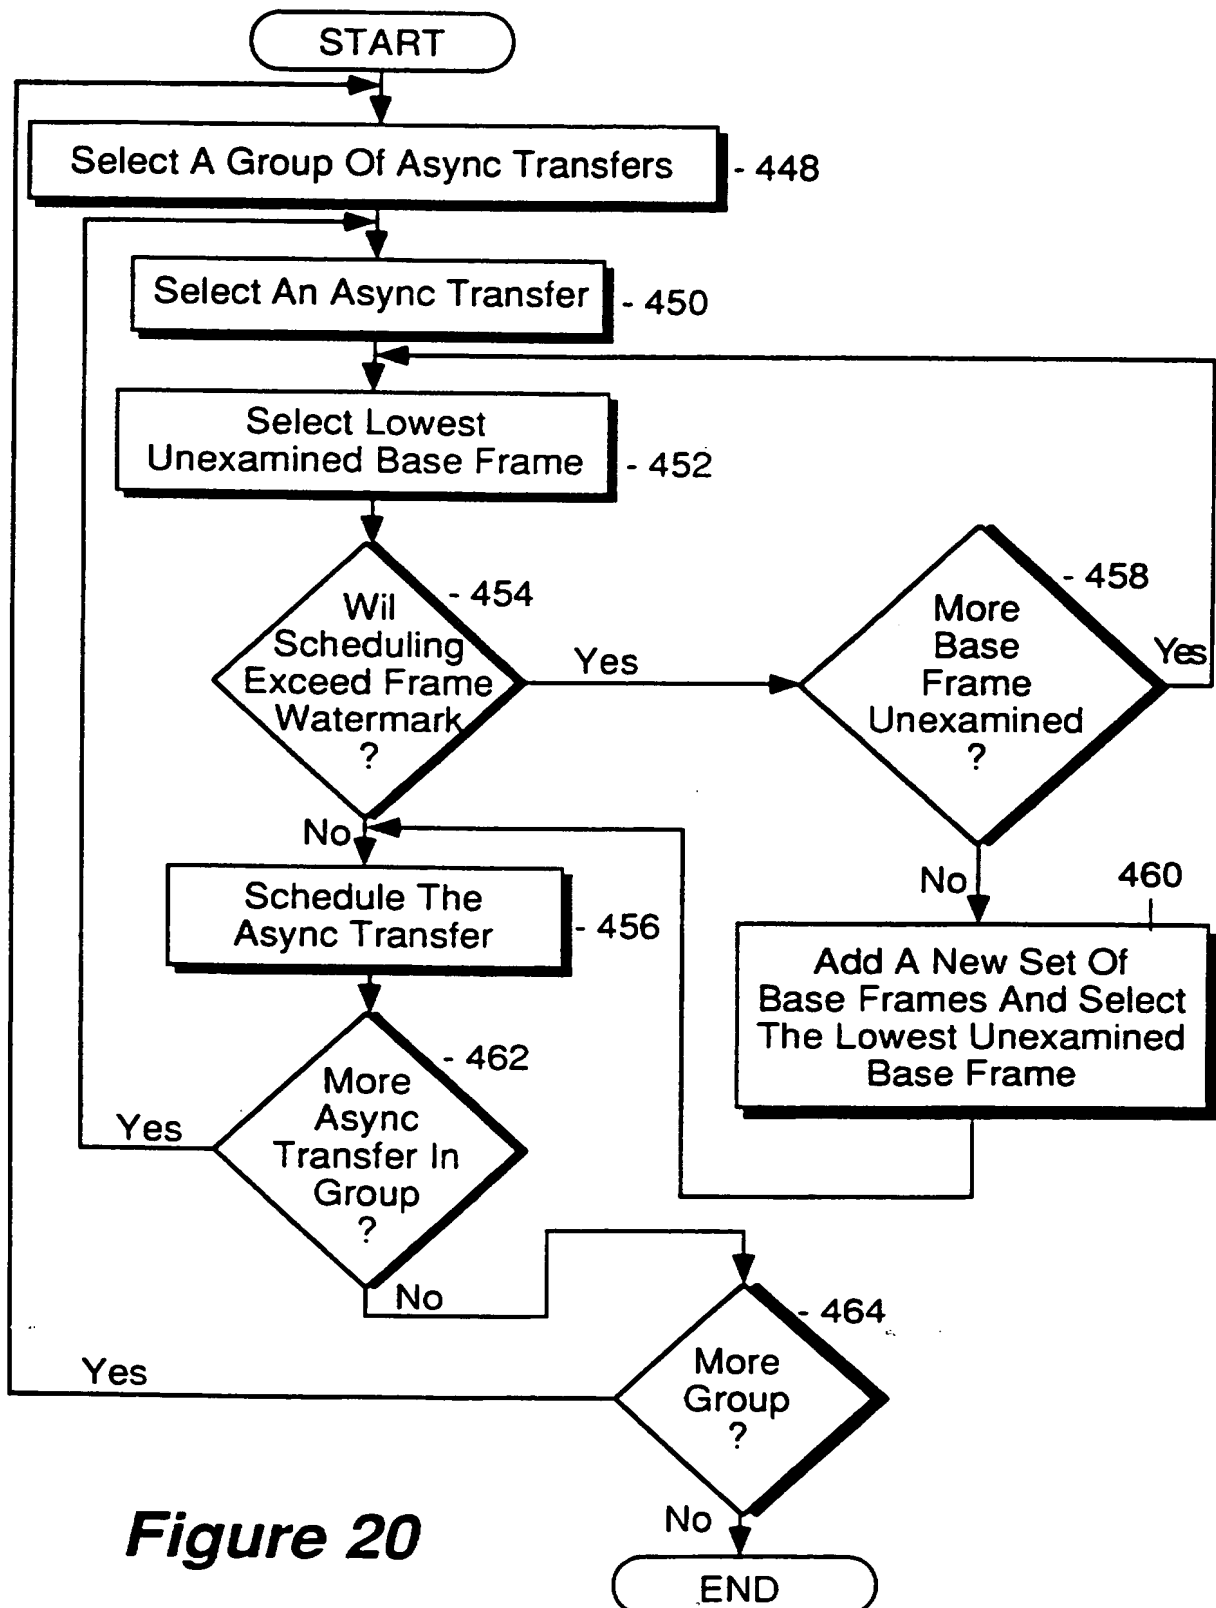 START
Select A Group Of Async Transfers
- 448
Select An Async Transfer
- 450
Select Lowest
Unexamined Base Frame
- 452
- 454
Wil
Scheduling
Exceed Frame
Watermark
?
Yes
- 458
More
Base
Frame
Unexamined
?
Yes
No
Schedule The
Async Transfer
- 456
No
460
Add A New Set Of
Base Frames And Select
The Lowest Unexamined
Base Frame
- 462
More
Async
Transfer In
Group
?
Yes
No
- 464
More
Group
?
Yes
No
END
Figure 20